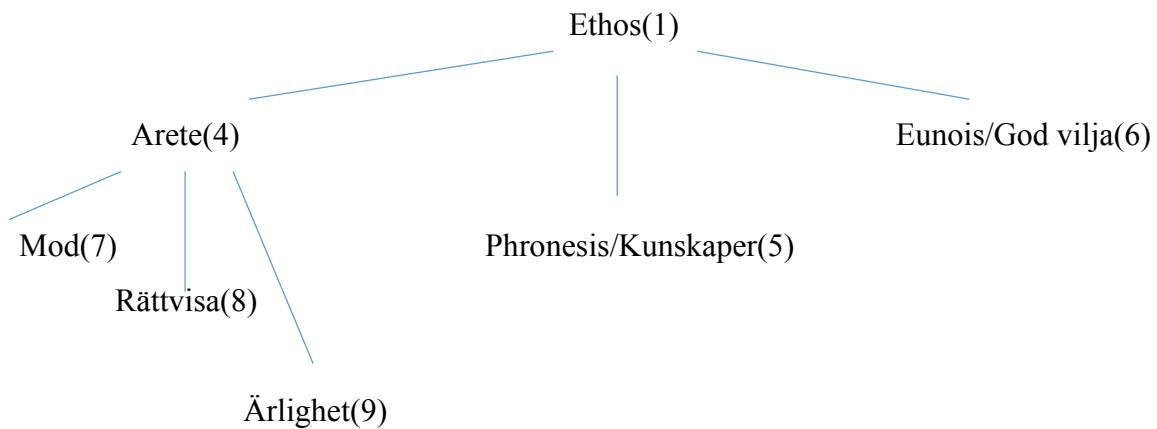 Ethos(1)
Arete(4)
Eunois/God vilja(6)
Mod(7)
Phronesis/Kunskaper(5)
Rättvisa(8)
Ärlighet(9)